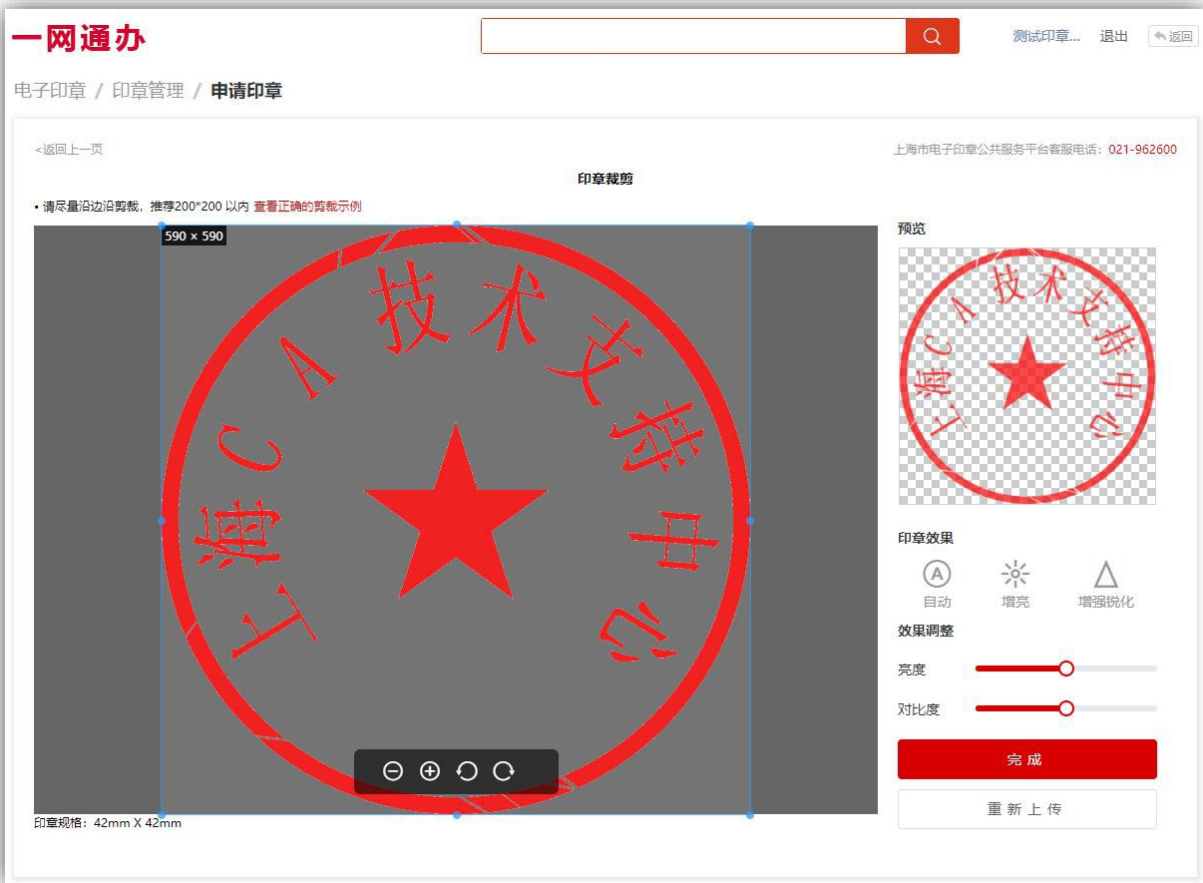 一网通办
测试印章... 退出 返回
电子印章 / 印章管理 / 申请印章
<返回上一页
上海市电子印章公共服务平台客服电话：021-962600
印章裁剪
• 请尽量沿边沿剪裁，推荐200*200 以内 查看正确的剪裁示例
590 × 590
上海CA技术支持中心
印章规格：42mm X 42mm
预览
上海CA技术支持中心
印章效果
A
自动 增亮 增强锐化
效果调整
亮度
对比度
完成
重新上传